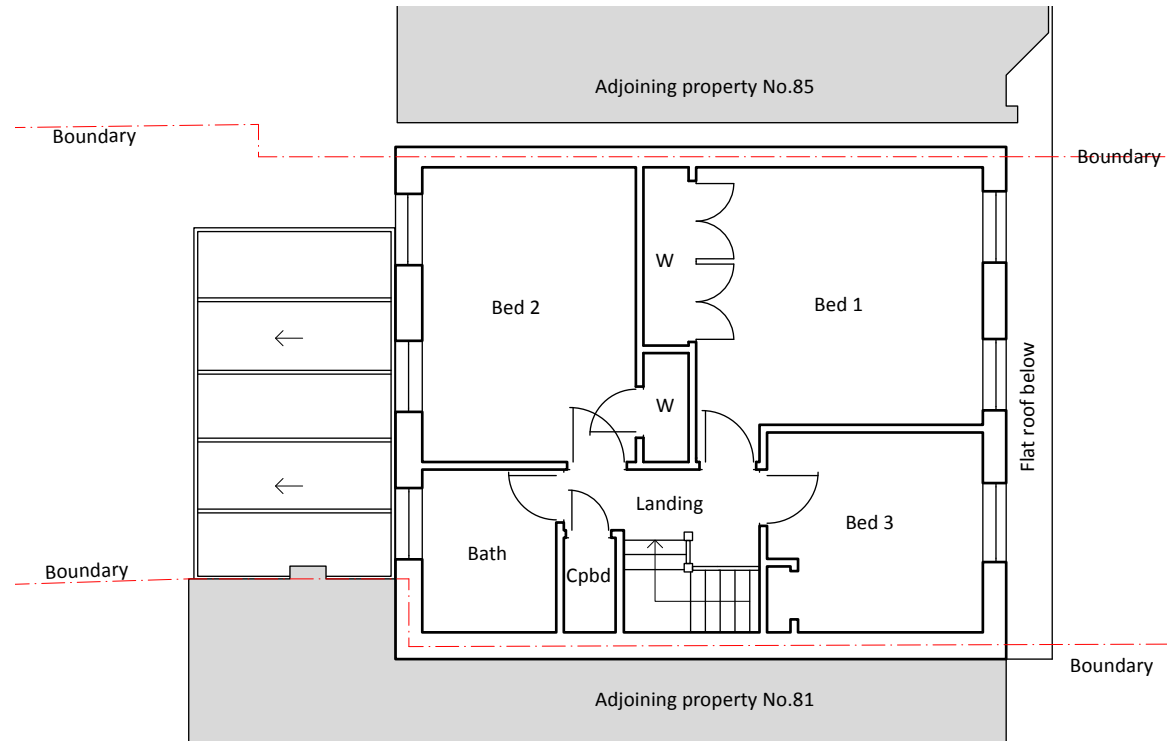 Adjoining property No.85
Boundary
Boundary
W
Bed 2
Bed 1
Flat roof below
W
Landing
Bed 3
Bath
Cpbd
Boundary
Boundary
Adjoining property No.81